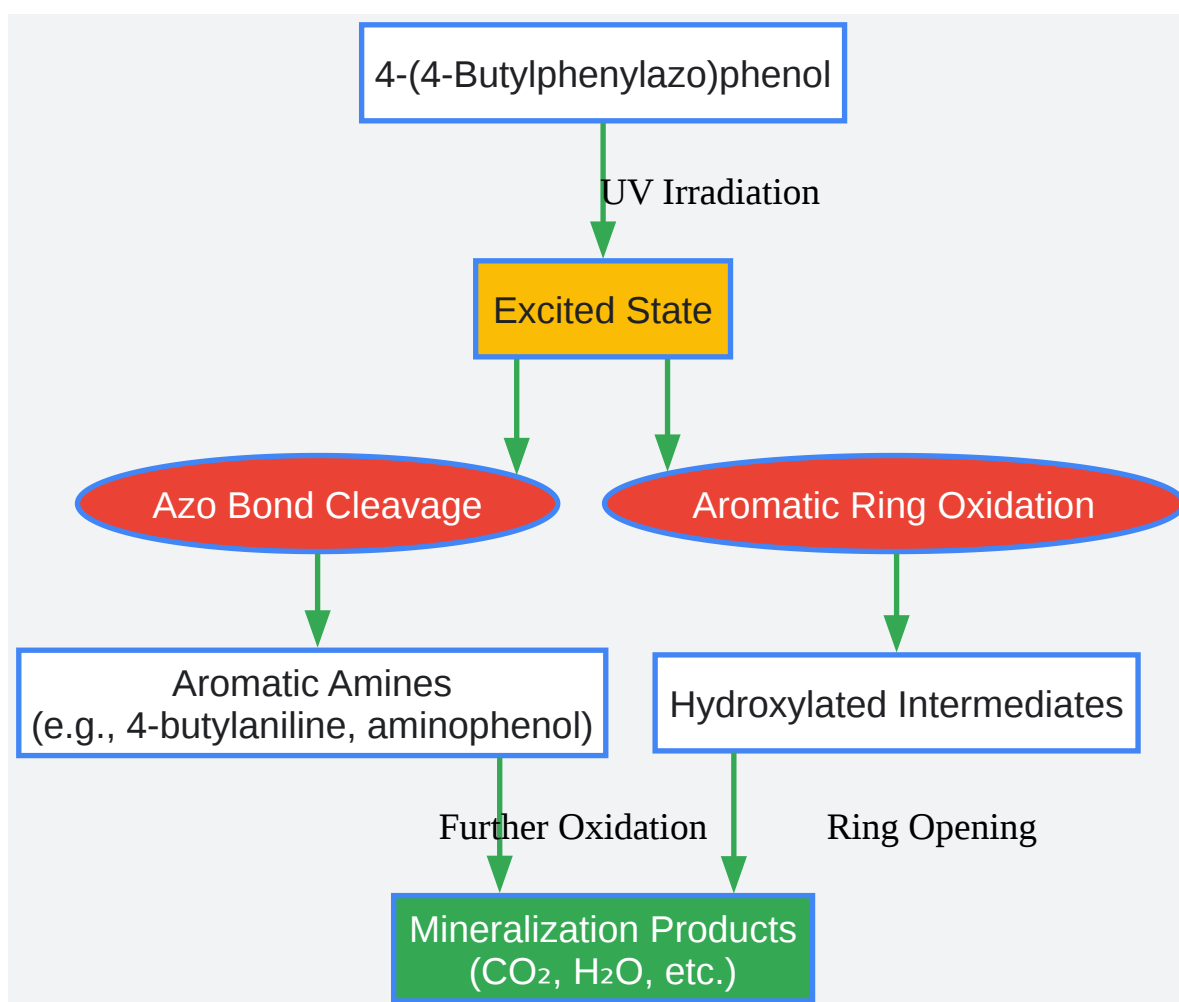 4-(4-Butylphenylazo)phenol
UV Irradiation
Excited State
Azo Bond Cleavage
Aromatic Ring Oxidation
Aromatic Amines
(e.g., 4-butylaniline, aminophenol)
Hydroxylated Intermediates
Further Oxidation
Ring Opening
Mineralization Products
(CO₂, H₂O, etc.)